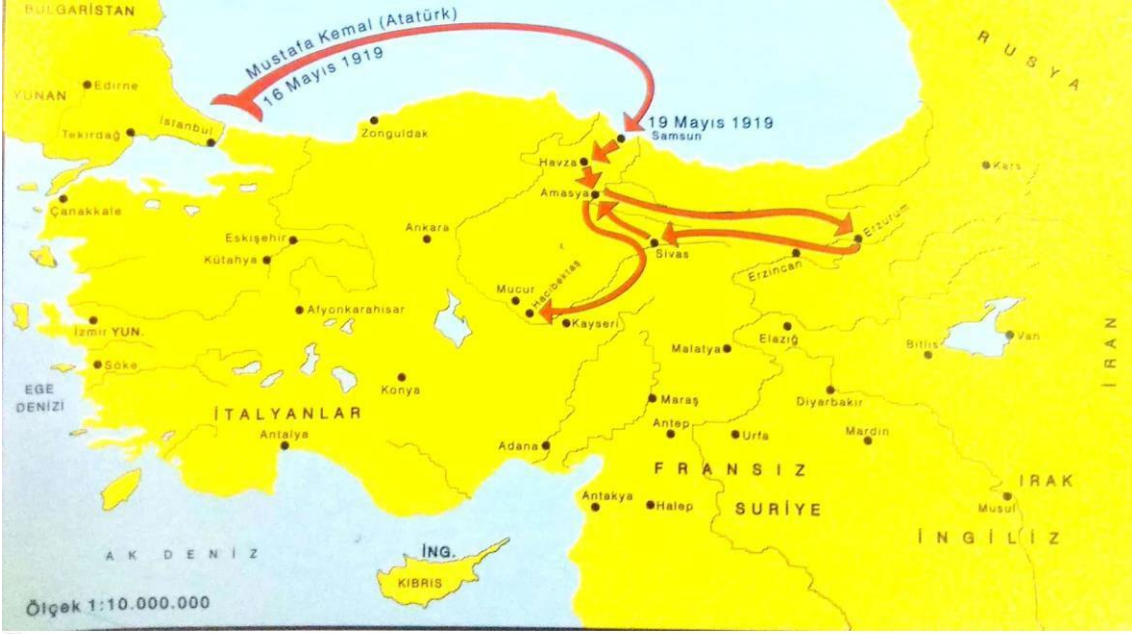 BULGARİSTAN
Mustafa Kemal (Atatürk)
16 Mayıs 1919
RUSYA
YUNAN
Edirne
İstanbul
Tekirdağ
Zonguldak
19 Mayıs 1919
Samsun
Havza
Kars
Amasya
Çanakkale
Ankara
Erzurum
Eskişehir
Sivas
Kütahya
Erzincan
Mucur
Hacıbektaş
Afyonkarahisar
Kayseri
İzmir YUN.
Elazığ
Van
Malatya
Bitlis
İRAN
Söke
EGE
DENİZİ
Konya
Diyarbakır
Maraş
İTALYANLAR
Antalya
Adana
Antep
Urfa
Mardin
FRANSIZ
IRAK
Antakya
Halep
SURİYE
Musul
İNGİLİZ
AK DENİZ
İNG.
KIBRIS
Ölçek 1:10.000.000